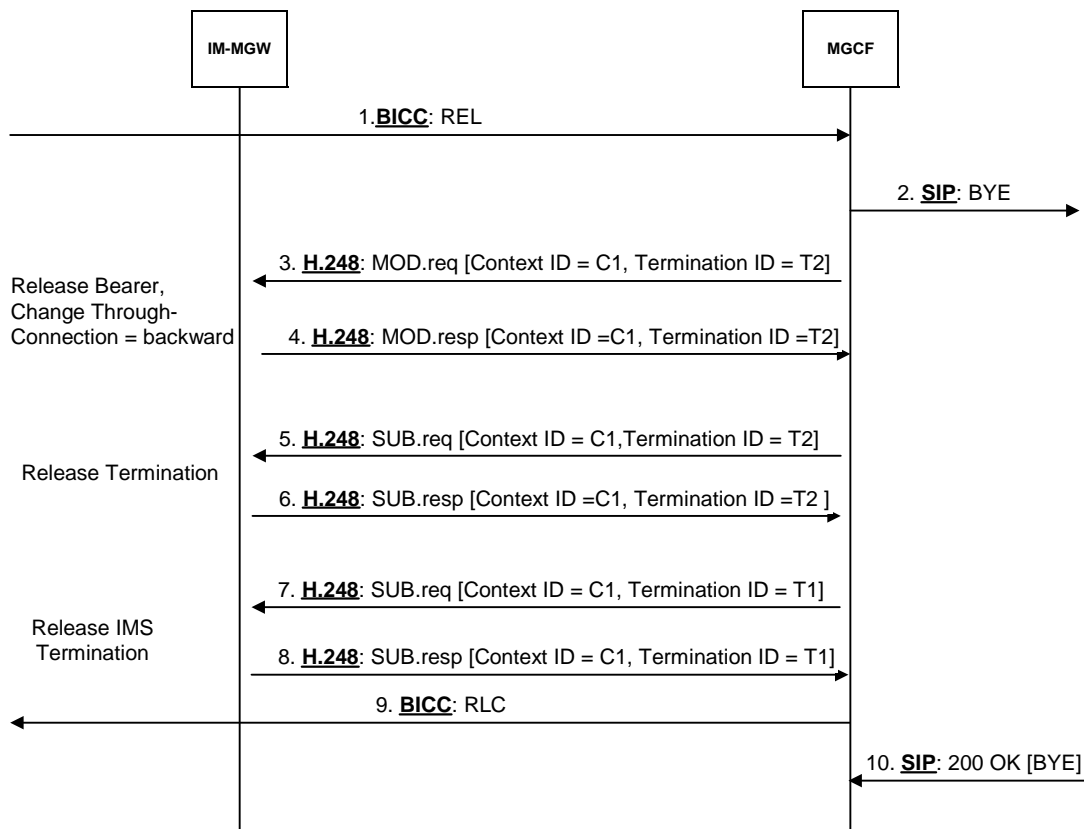 IM-MGW
MGCF
1.BICC: REL
2. SIP: BYE
3. H.248: MOD.req [Context ID = C1, Termination ID = T2]
Release Bearer,
Change Through-
Connection = backward
4. H.248: MOD.resp [Context ID =C1, Termination ID =T2]
5. H.248: SUB.req [Context ID = C1,Termination ID = T2]
Release Termination
6. H.248: SUB.resp [Context ID =C1, Termination ID =T2 ]
7. H.248: SUB.req [Context ID = C1, Termination ID = T1]
Release IMS
Termination
8. H.248: SUB.resp [Context ID = C1, Termination ID = T1]
9. BICC: RLC
10. SIP: 200 OK [BYE]